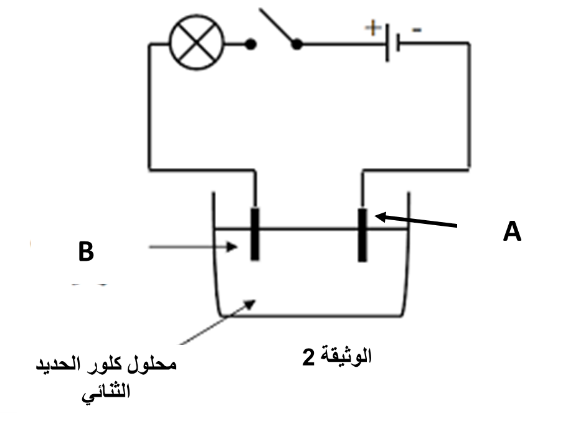 + -
A
B
الوثيقة 2
محلول كلور الحديد
الثنائي